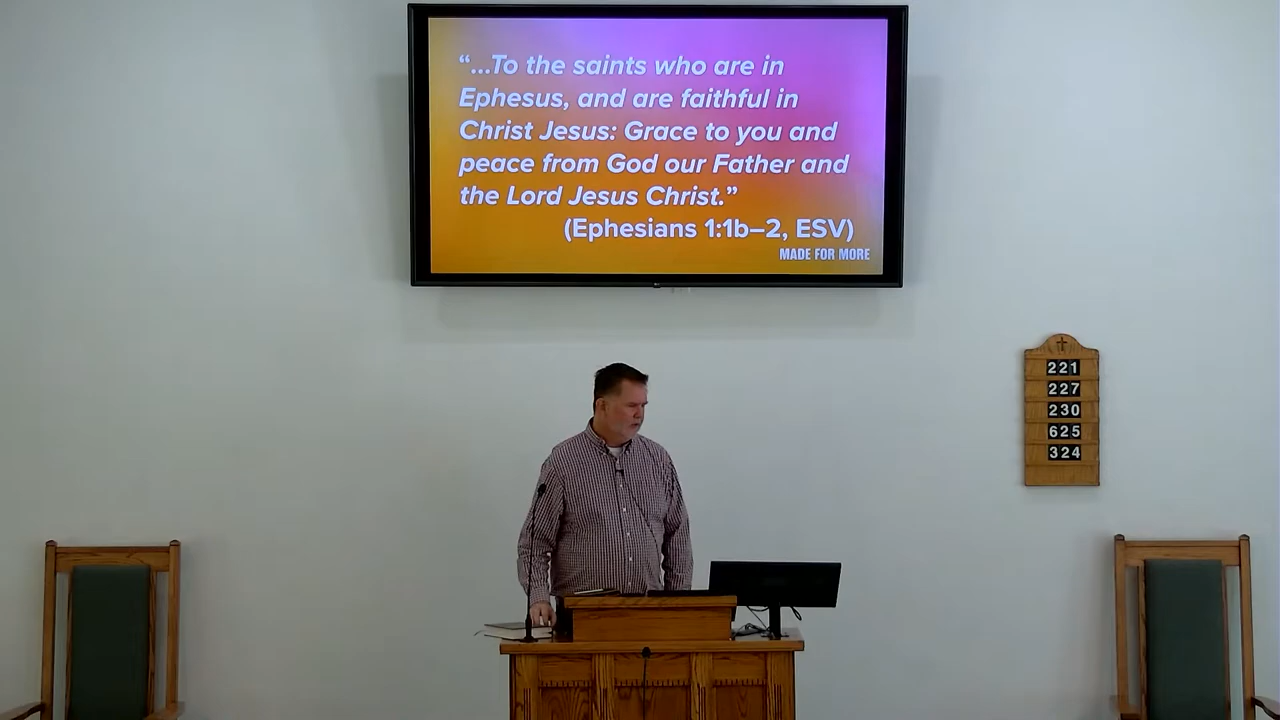 “...To the saints who are in
Ephesus, and are faithful in
Christ Jesus: Grace to you and
peace from God our Father and
the Lord Jesus Christ.”
(Ephesians 1:1b–2, ESV)
MADE FOR MORE
221
227
230
625
324